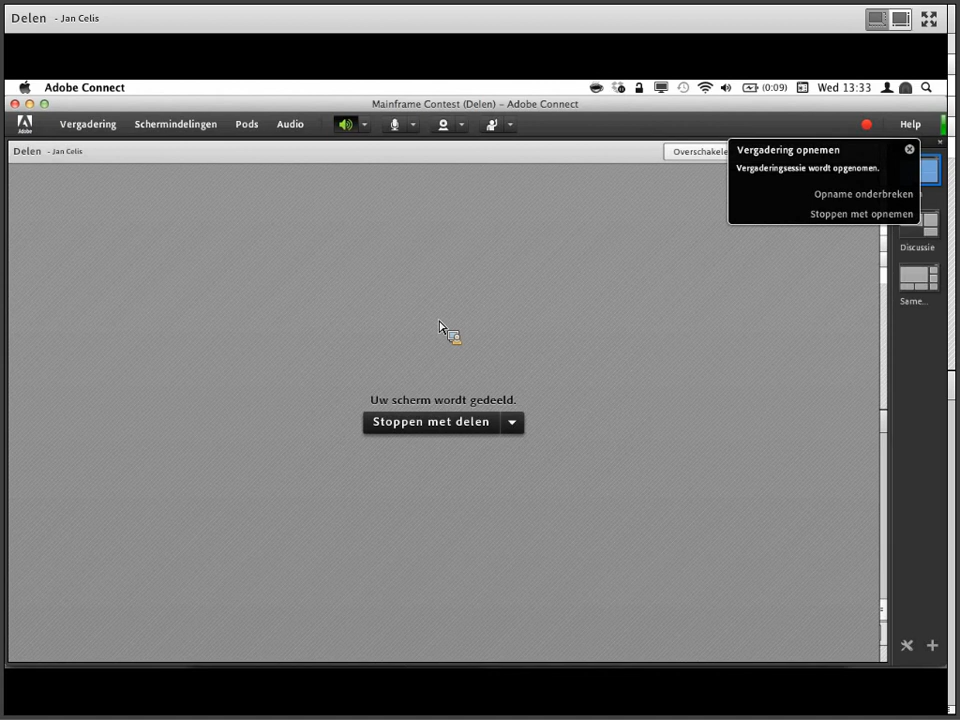 Delen - Jan Celis
Adobe Connect
(0:09) Wed 13:33
Mainframe Contest (Delen) – Adobe Connect
Adobe
Vergadering Schermindelingen Pods Audio Help
Delen - Jan Celis
Overschakele
Vergadering opnemen
Vergaderingsessie wordt opgenomen.
Opname onderbreken
Stoppen met opnemen
Discussie
Same...
Uw scherm wordt gedeeld.
Stoppen met delen